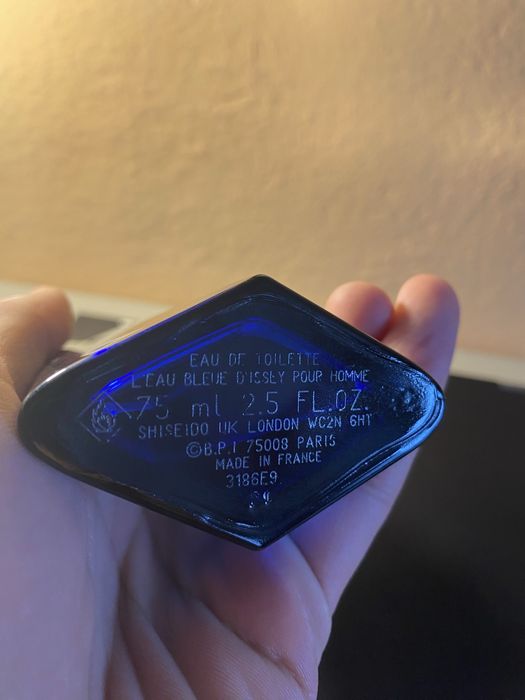 EAU DE TOILETTE
L'EAU BLEUE D'ISSEY POUR HOMME
75 ml 2.5 FL.OZ.
SHISEIDO UK LONDON WC2N 6HY
©B.P.I 75008 PARIS
MADE IN FRANCE
3186E9